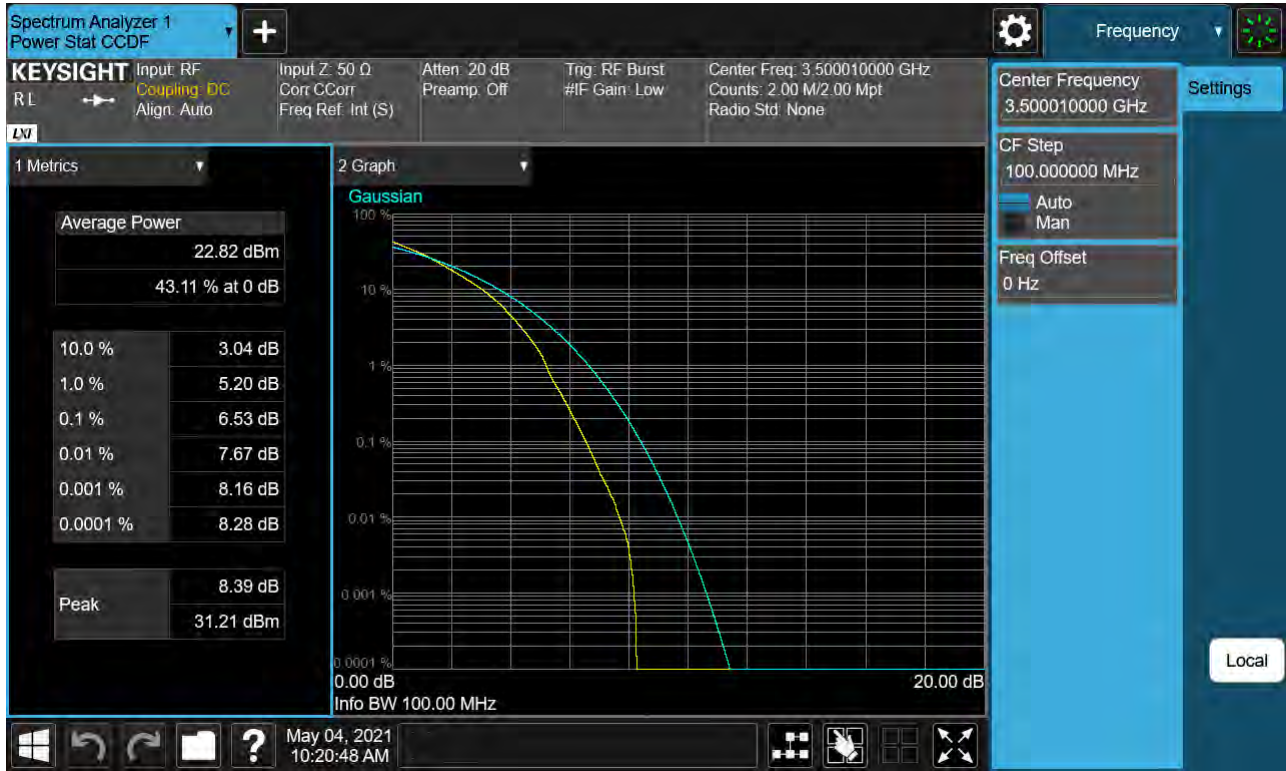 Spectrum Analyzer 1
Power Stat CCDF
+
Frequency
KEYSIGHT
RL
LXI
Input: RF
Coupling: DC
Align: Auto
Input Z: 50 Ω
Corr CCorr
Freq Ref: Int (S)
Atten: 20 dB
Preamp: Off
Trig: RF Burst
#IF Gain: Low
Center Freq: 3.500010000 GHz
Counts: 2.00 M/2.00 Mpt
Radio Std: None
Center Frequency
3.500010000 GHz
Settings
CF Step
100.000000 MHz
Auto
Man
Freq Offset
0 Hz
1 Metrics
Average Power
22.82 dBm
43.11 % at 0 dB
10.0 % 3.04 dB
1.0 % 5.20 dB
0.1 % 6.53 dB
0.01 % 7.67 dB
0.001 % 8.16 dB
0.0001 % 8.28 dB
Peak
8.39 dB
31.21 dBm
2 Graph
Gaussian
100 %
10 %
1 %
0.1 %
0.01 %
0.001 %
0.0001 %
0.00 dB
20.00 dB
Info BW 100.00 MHz
Local
?
May 04, 2021
10:20:48 AM